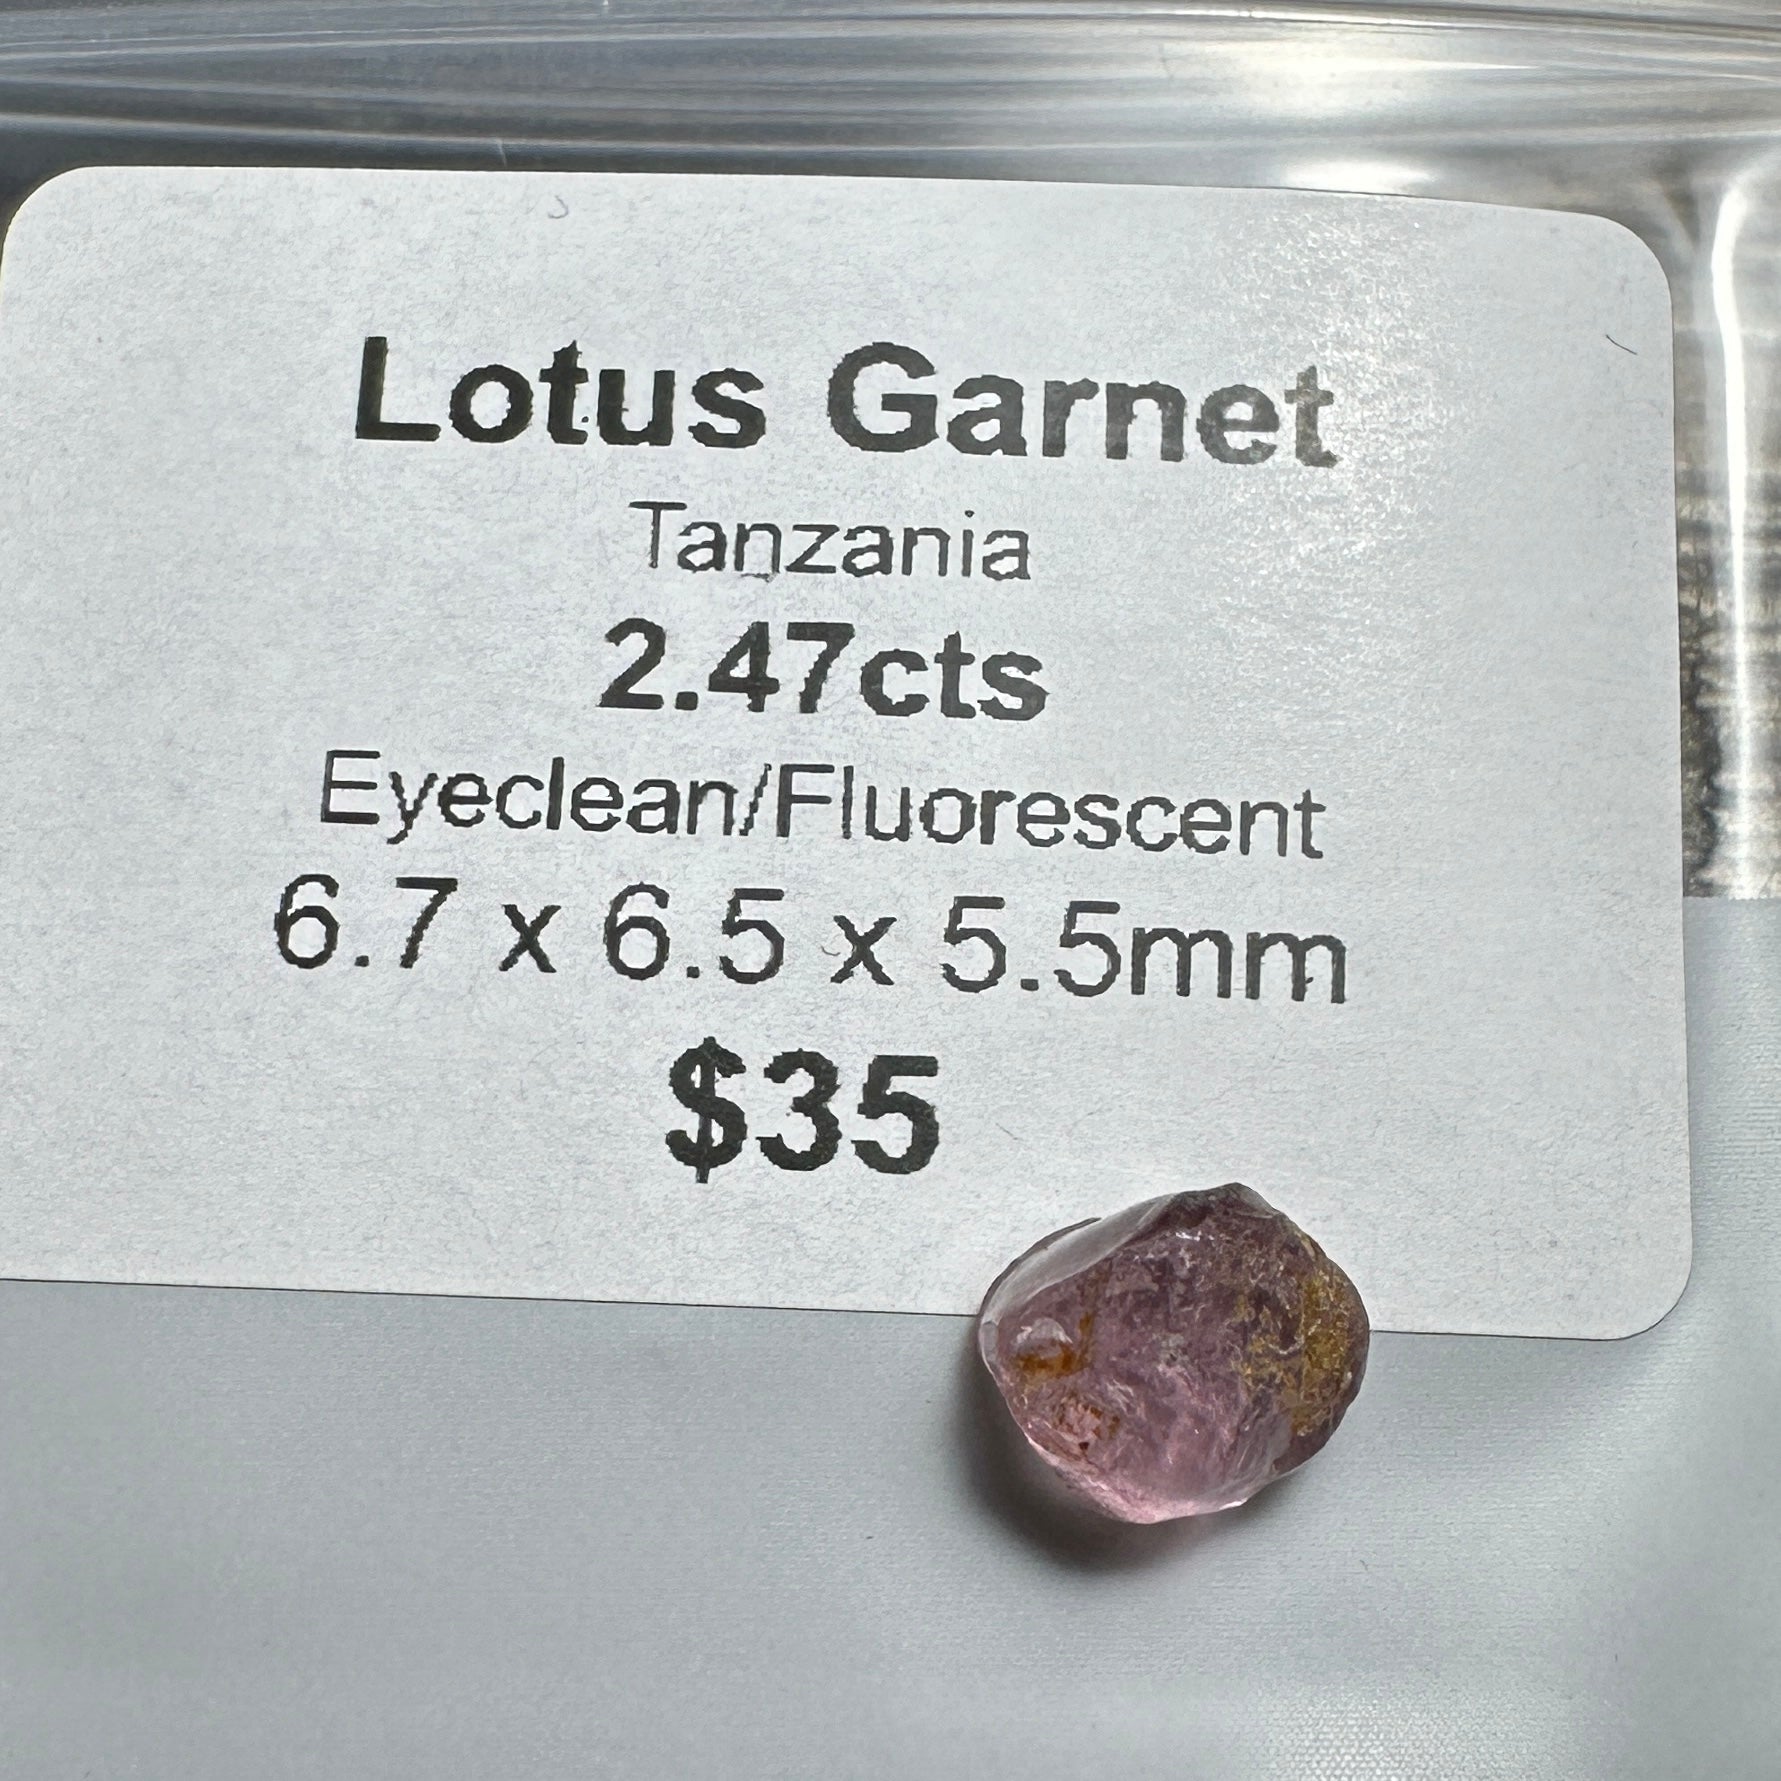 Lotus Garnet
Tanzania
2.47cts
Eyeclean/Fluorescent
6.7 x 6.5 x 5.5mm
$35